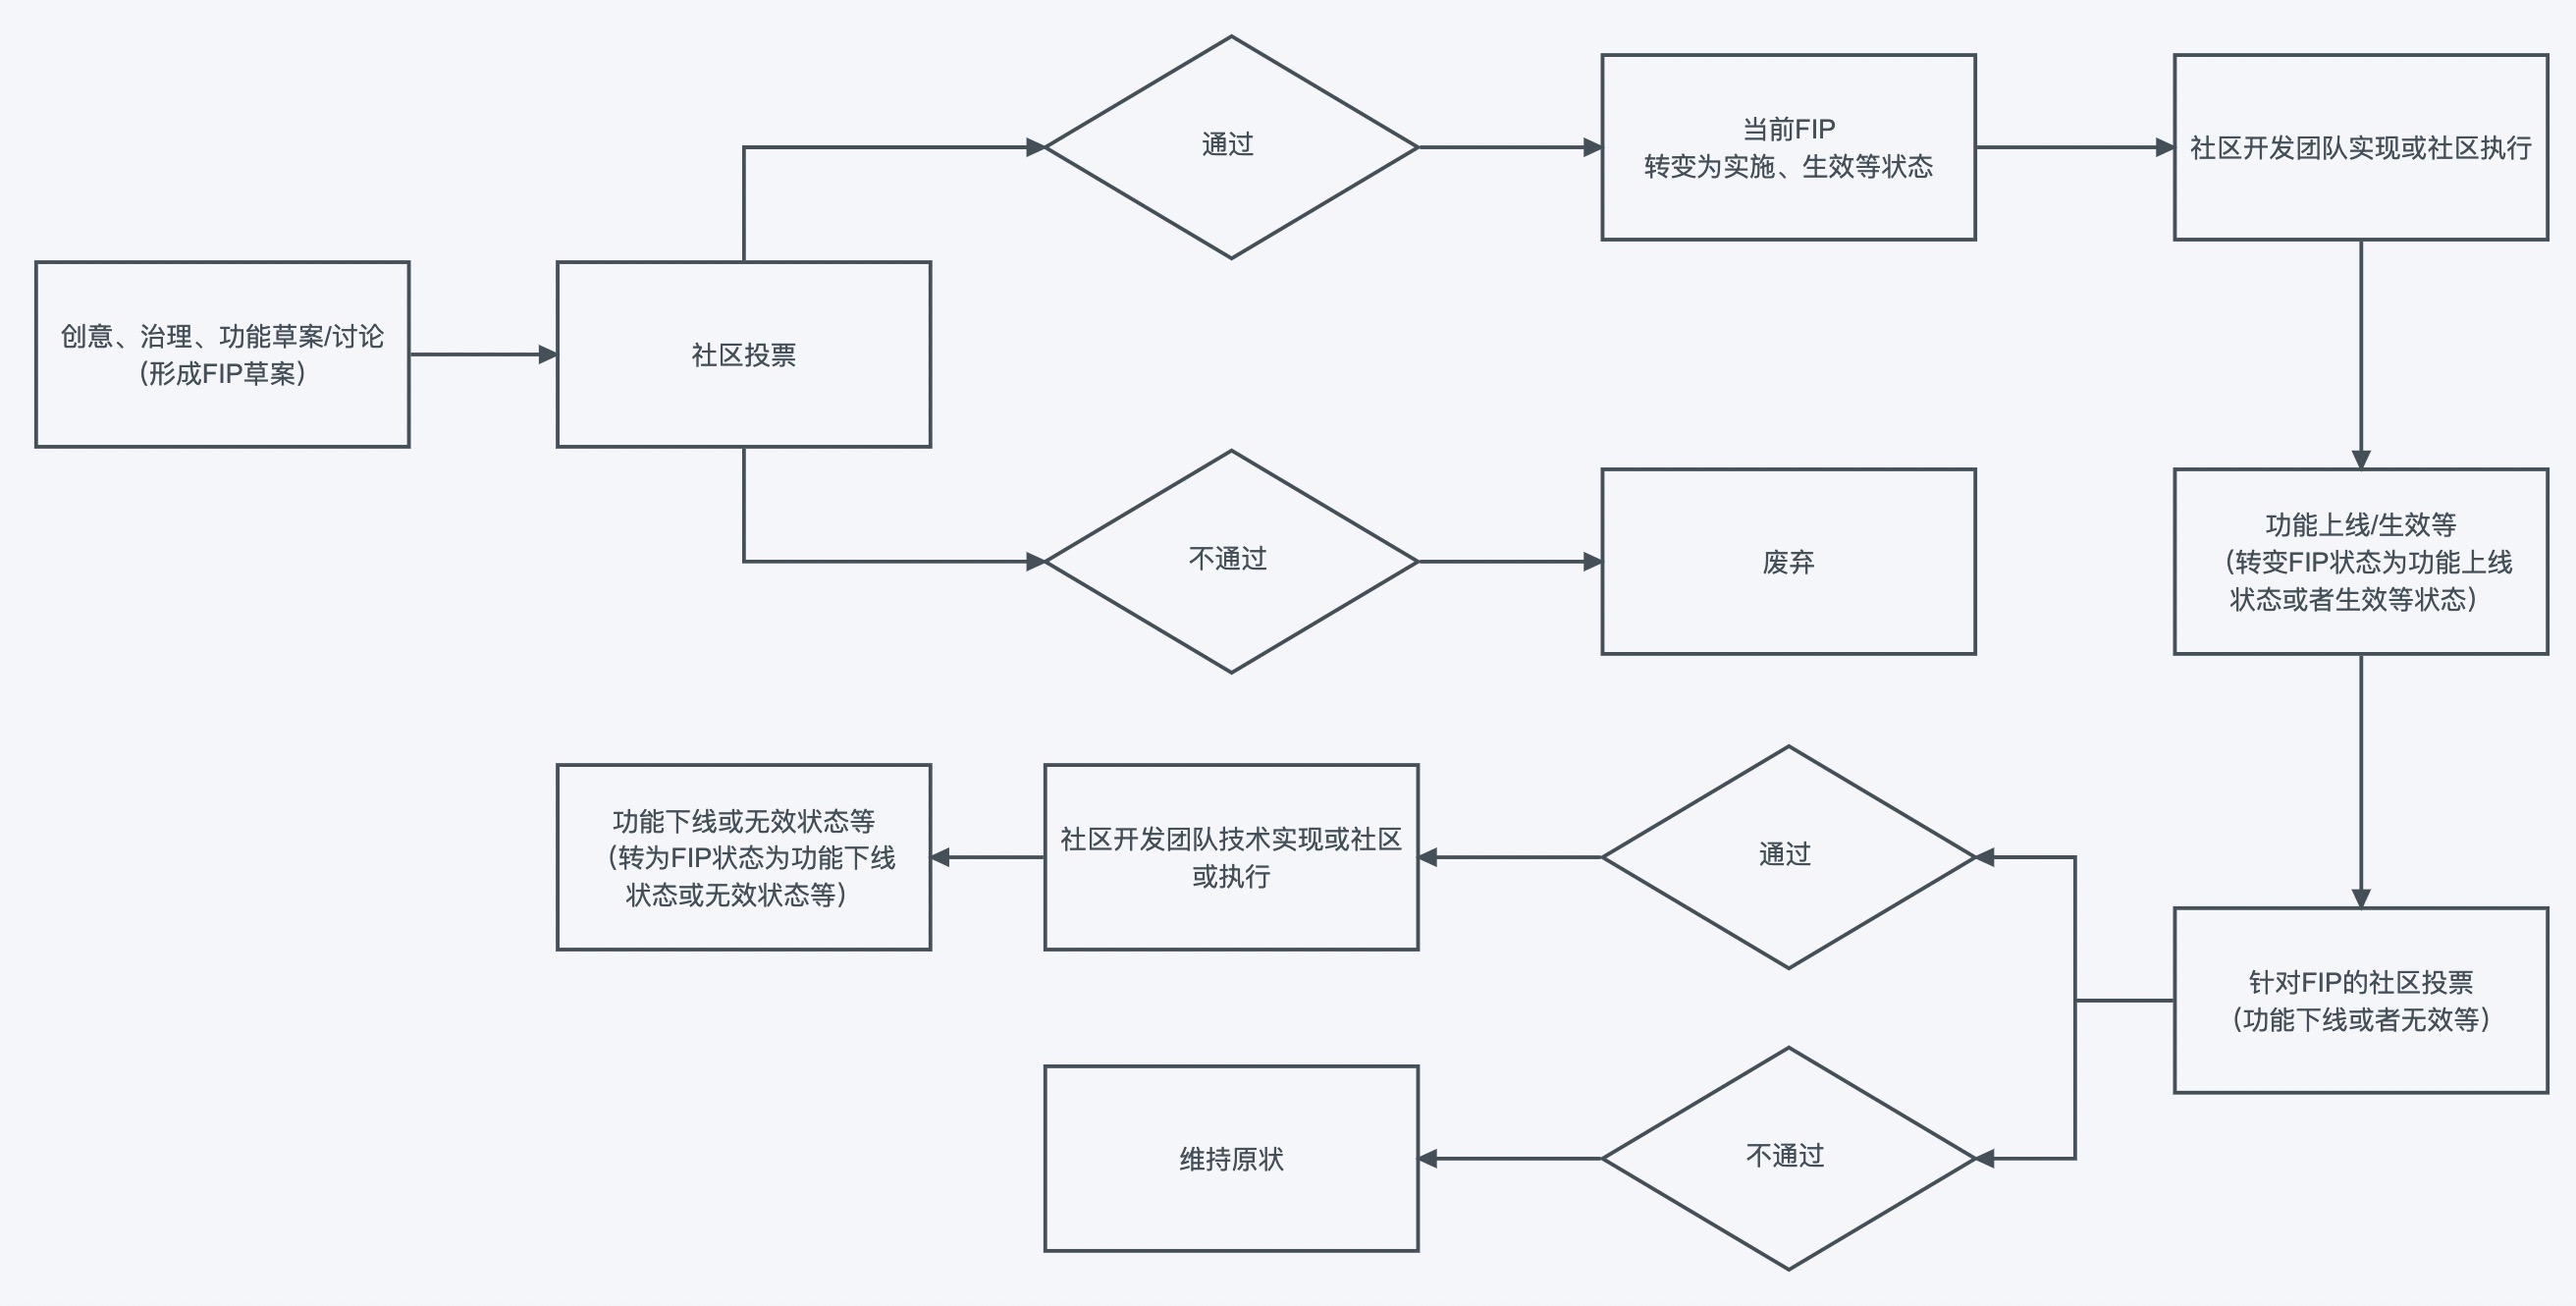 通过
当前FIP
转变为实施、生效等状态
社区开发团队实现或社区执行
创意、治理、功能草案/讨论
（形成FIP草案）
社区投票
不通过
废弃
功能上线/生效等
（转变FIP状态为功能上线
状态或者生效等状态）
功能下线或无效状态等
（转为FIP状态为功能下线
状态或无效状态等）
社区开发团队技术实现或社区
或执行
通过
针对FIP的社区投票
（功能下线或者无效等）
维持原状
不通过